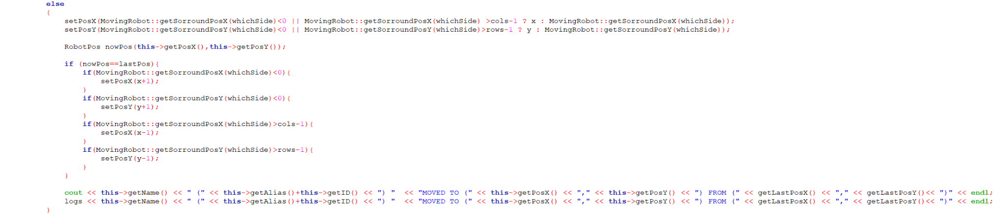 else
{
setPosX(MovingRobot::getSorroundPosX(whichSide)<0 || MovingRobot::getSorroundPosX(whichSide) >cols-1 ? x : MovingRobot::getSorroundPosX(whichSide));
setPosY(MovingRobot::getSorroundPosY(whichSide)<0 || MovingRobot::getSorroundPosY(whichSide)>rows-1 ? y : MovingRobot::getSorroundPosY(whichSide));
RobotPos nowPos(this->getPosX(),this->getPosY());
if (nowPos==lastPos){
if(MovingRobot::getSorroundPosX(whichSide)<0){
setPosX(x+1);
}
if(MovingRobot::getSorroundPosY(whichSide)<0){
setPosY(y+1);
}
if(MovingRobot::getSorroundPosX(whichSide)>cols-1){
setPosX(x-1);
}
if(MovingRobot::getSorroundPosY(whichSide)>rows-1){
setPosY(y-1);
}
}
cout << this->getName() << " (" << this->getAlias()+this->getID() << ") "  << "MOVED TO (" << this->getPosX() << "," << this->getPosY() << ") FROM (" << getLastPosX() << "," << getLastPosY()<< ")" << endl;
logs << this->getName() << " (" << this->getAlias()+this->getID() << ") "  << "MOVED TO (" << this->getPosX() << "," << this->getPosY() << ") FROM (" << getLastPosX() << "," << getLastPosY()<< ")" << endl;
}